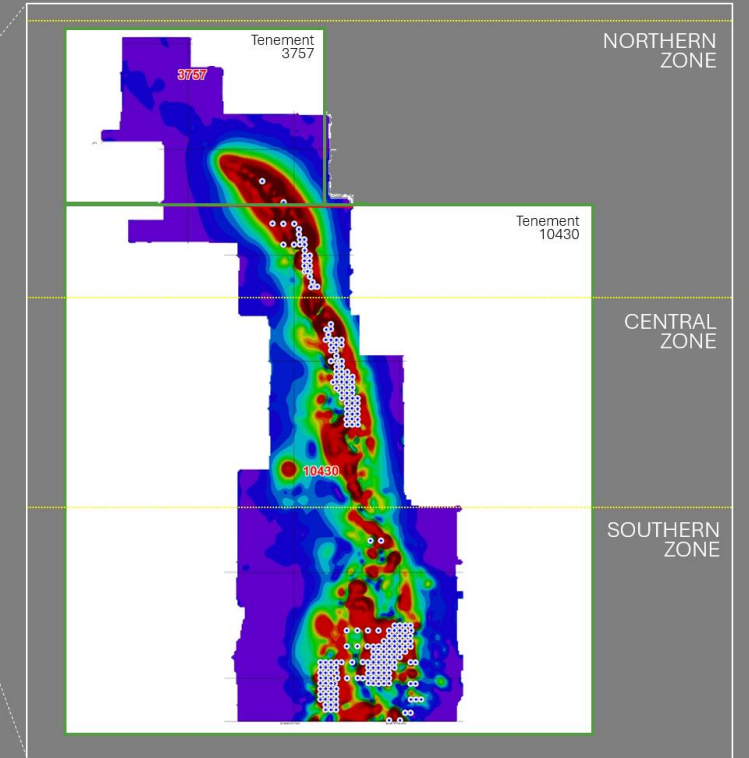 NORTHERN
ZONE
Tenement
3757
3757
Tenement
10430
CENTRAL
ZONE
10430
SOUTHERN
ZONE